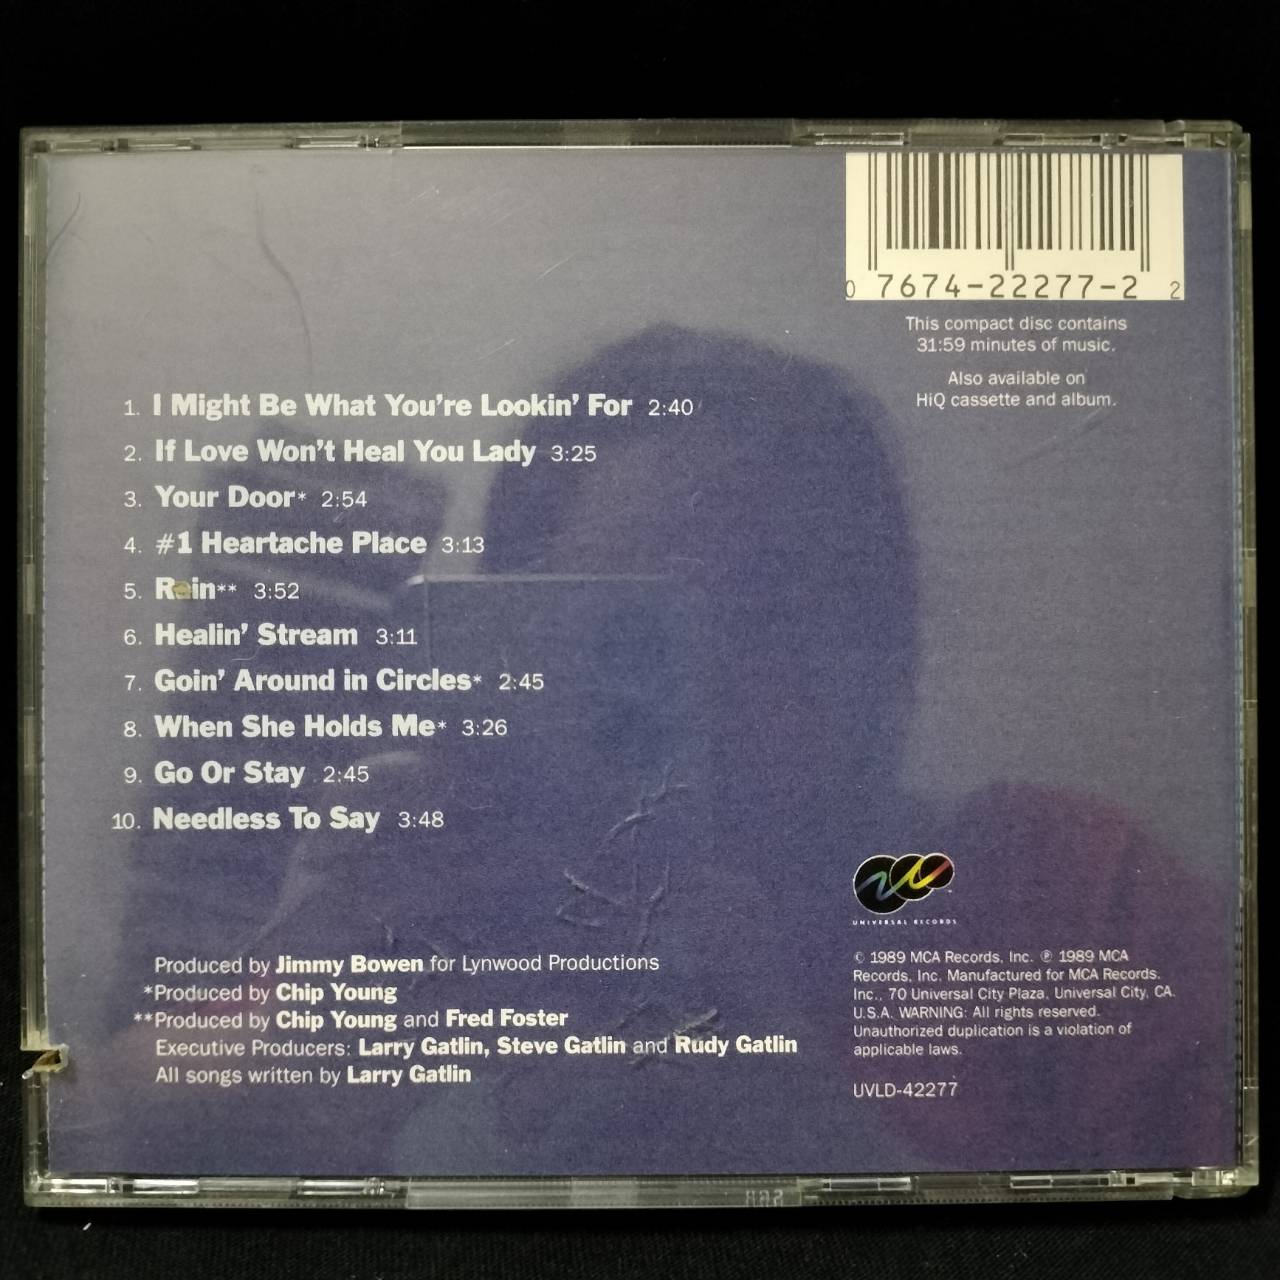 0 7674-22277-2 2
This compact disc contains
31:59 minutes of music.
Also available on
HiQ cassette and album.
1. I Might Be What You're Lookin' For 2:40
2. If Love Won't Heal You Lady 3:25
3. Your Door* 2:54
4. #1 Heartache Place 3:13
5. Rain** 3:52
6. Healin' Stream 3:11
7. Goin' Around in Circles* 2:45
8. When She Holds Me* 3:26
9. Go Or Stay 2:45
10. Needless To Say 3:48
Produced by Jimmy Bowen for Lynwood Productions
*Produced by Chip Young
**Produced by Chip Young and Fred Foster
Executive Producers: Larry Gatlin, Steve Gatlin and Rudy Gatlin
All songs written by Larry Gatlin
UNIVERSAL RECORDS
© 1989 MCA Records, Inc. ℗ 1989 MCA
Records, Inc. Manufactured for MCA Records.
Inc., 70 Universal City Plaza, Universal City, CA.
U.S.A. WARNING: All rights reserved.
Unauthorized duplication is a violation of
applicable laws.
UVLD-42277